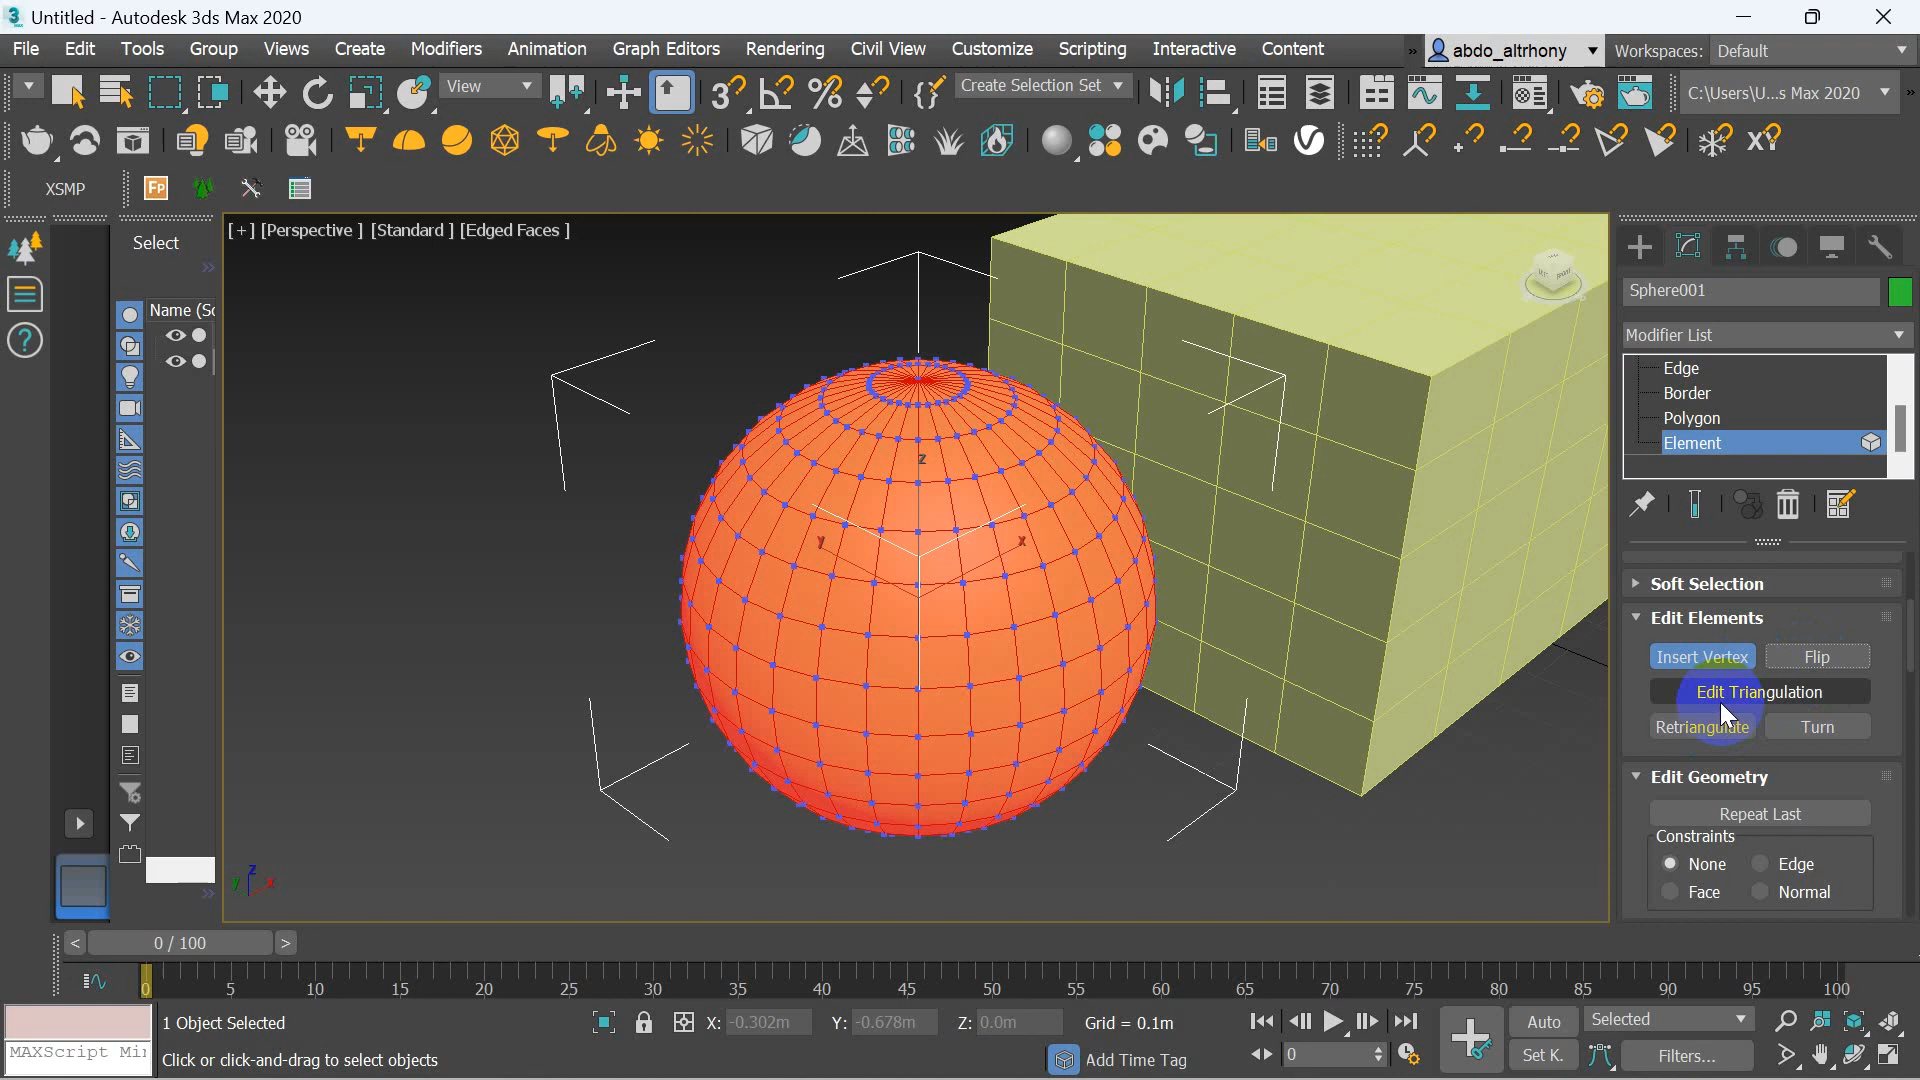 Untitled - Autodesk 3ds Max 2020
File Edit Tools Group Views Create Modifiers Animation Graph Editors Rendering Civil View Customize Scripting Interactive Content
abdo_altrhony Workspaces: Default
View Create Selection Set C:\Users\U...s Max 2020
XSMP Fp
Select
Name (Sc
[+] [Perspective ] [Standard ] [Edged Faces ]
z
y x
z
y x
Sphere001
Modifier List
Edge
Border
Polygon
Element
Soft Selection
Edit Elements
Insert Vertex Flip
Edit Triangulation
Retriangulate Turn
Edit Geometry
Repeat Last
Constraints
None Edge
Face Normal
< 0 / 100 >
0 5 10 15 20 25 30 35 40 45 50 55 60 65 70 75 80 85 90 95 100
1 Object Selected X: -0.302m Y: -0.678m Z: 0.0m Grid = 0.1m Auto Selected
MAXScript Mi Click or click-and-drag to select objects Add Time Tag 0 Set K. Filters...